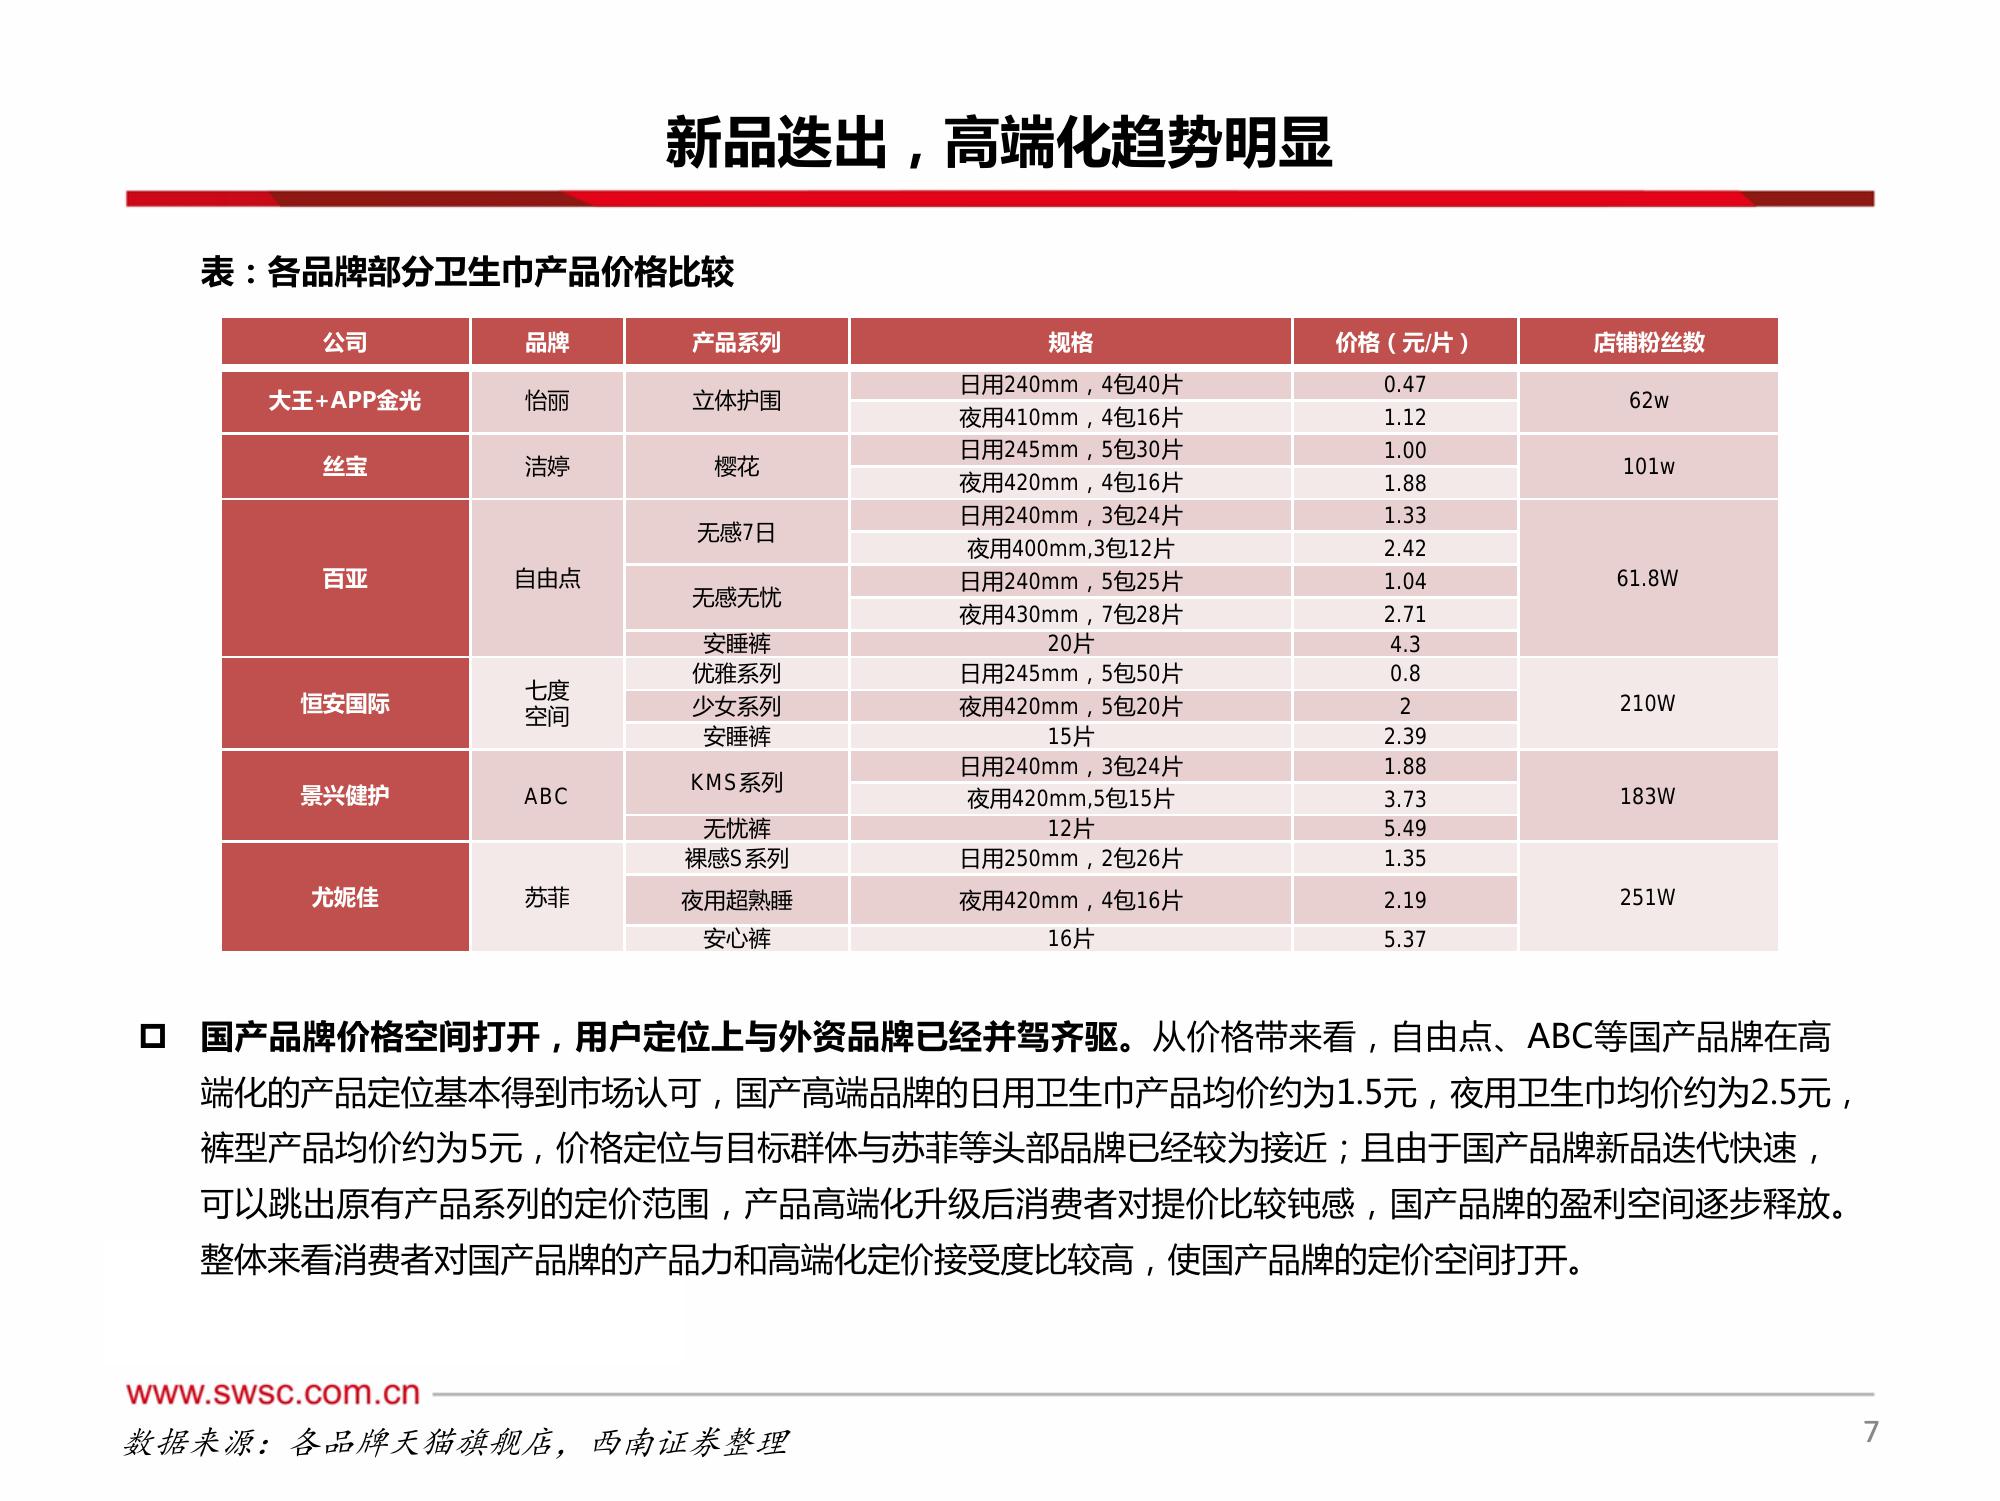 新品迭出，高端化趋势明显
表：各品牌部分卫生巾产品价格比较
公司 品牌 产品系列 规格 价格（元/片） 店铺粉丝数
大王+APP金光 怡丽 立体护围 日用240mm，4包40片 0.47 62w
夜用410mm，4包16片 1.12
丝宝 洁婷 樱花 日用245mm，5包30片 1.00 101w
夜用420mm，4包16片 1.88
百亚 自由点 无感7日 日用240mm，3包24片 1.33 61.8W
夜用400mm,3包12片 2.42
无感无忧 日用240mm，5包25片 1.04
夜用430mm，7包28片 2.71
安睡裤 20片 4.3
恒安国际 七度空间 优雅系列 日用245mm，5包50片 0.8 210W
少女系列 夜用420mm，5包20片 2
安睡裤 15片 2.39
景兴健护 ABC KMS系列 日用240mm，3包24片 1.88 183W
夜用420mm,5包15片 3.73
无忧裤 12片 5.49
尤妮佳 苏菲 裸感S系列 日用250mm，2包26片 1.35 251W
夜用超熟睡 夜用420mm，4包16片 2.19
安心裤 16片 5.37
国产品牌价格空间打开，用户定位上与外资品牌已经并驾齐驱。从价格带来看，自由点、ABC等国产品牌在高
端化的产品定位基本得到市场认可，国产高端品牌的日用卫生巾产品均价约为1.5元，夜用卫生巾均价约为2.5元，
裤型产品均价约为5元，价格定位与目标群体与苏菲等头部品牌已经较为接近；且由于国产品牌新品迭代快速，
可以跳出原有产品系列的定价范围，产品高端化升级后消费者对提价比较钝感，国产品牌的盈利空间逐步释放。
整体来看消费者对国产品牌的产品力和高端化定价接受度比较高，使国产品牌的定价空间打开。
www.swsc.com.cn
数据来源：各品牌天猫旗舰店，西南证券整理
7